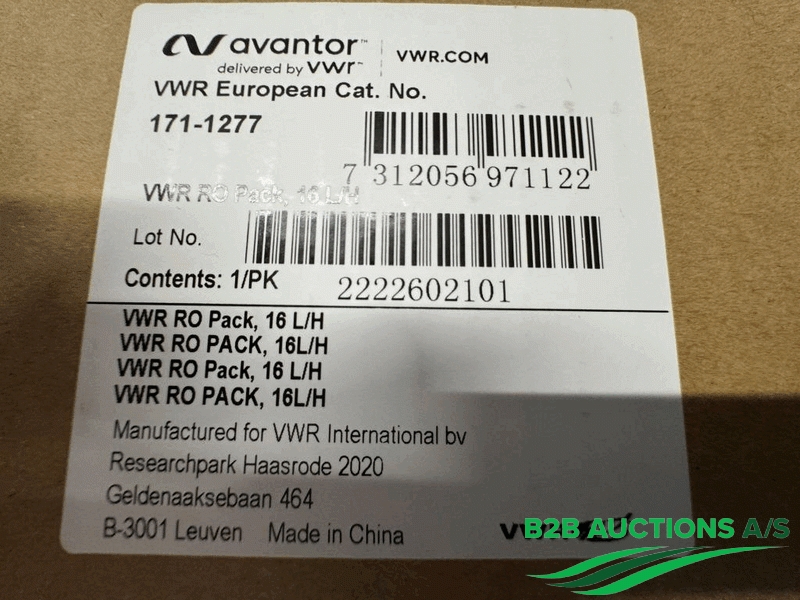 avantor™ | VWR.COM
delivered by vwr™
VWR European Cat. No.
171-1277
7 312056 971122
VWR RO Pack, 16 L/H
Lot No.
Contents: 1/PK
2222602101
VWR RO Pack, 16 L/H
VWR RO PACK, 16L/H
VWR RO Pack, 16 L/H
VWR RO PACK, 16L/H
Manufactured for VWR International bv
Researchpark Haasrode 2020
Geldenaaksebaan 464
B-3001 Leuven Made in China
B2B AUCTIONS A/S